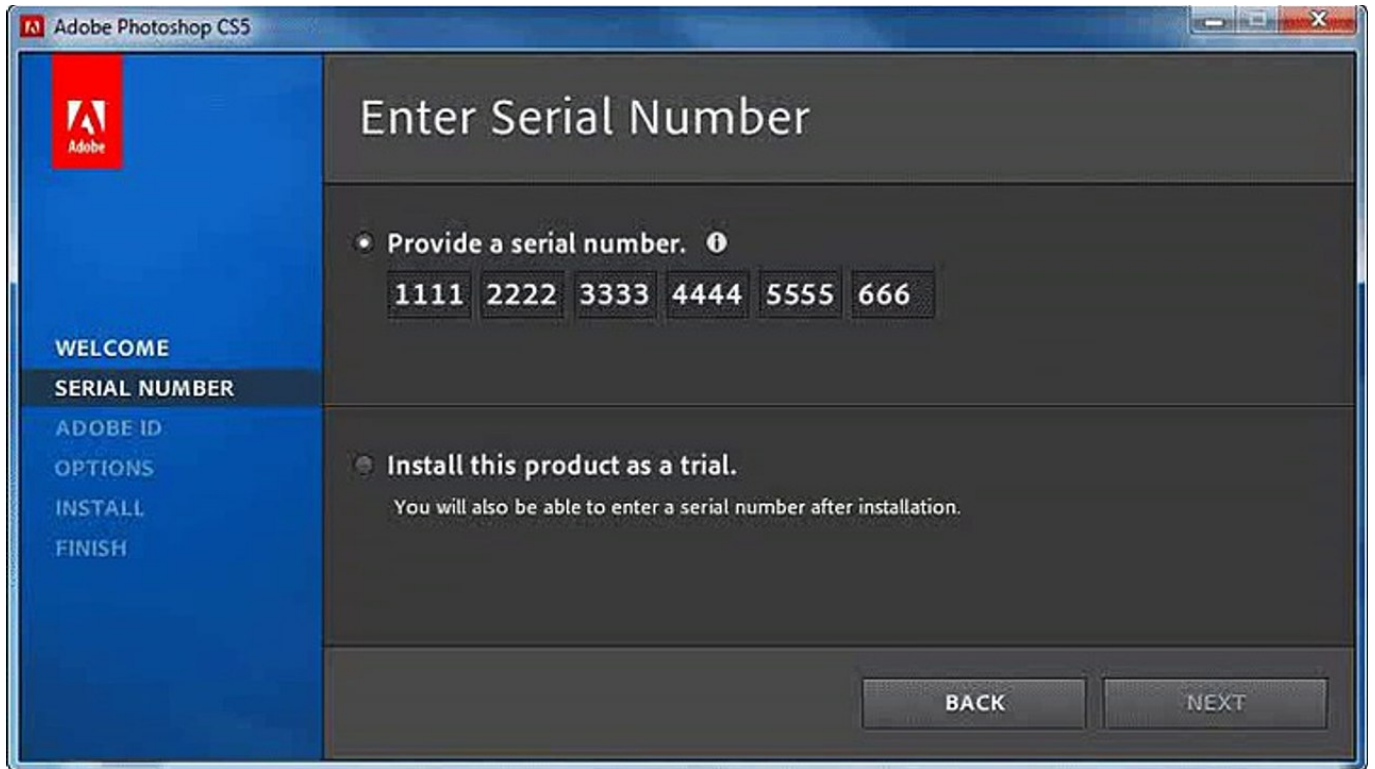 Adobe Photoshop CS5
Adobe
Enter Serial Number
Provide a serial number.
1111 2222 3333 4444 5555 666
WELCOME
SERIAL NUMBER
ADOBE ID
OPTIONS
INSTALL
FINISH
Install this product as a trial.
You will also be able to enter a serial number after installation.
BACK NEXT